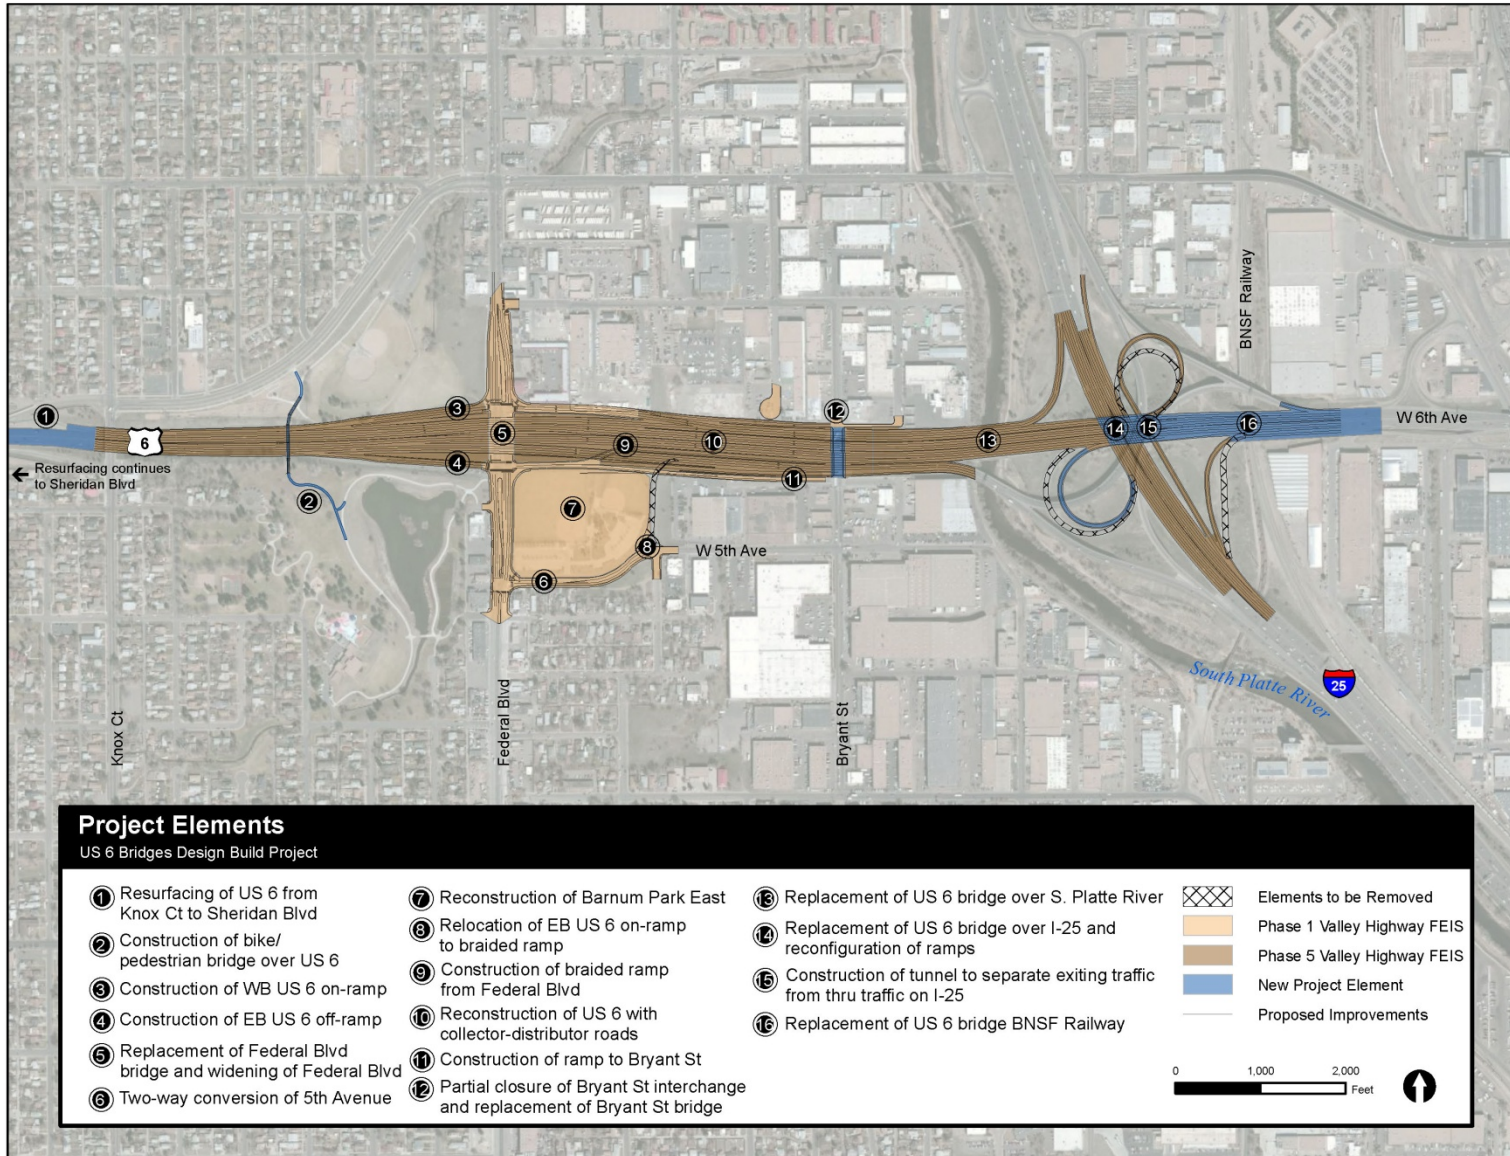 BNSF Railway
1
3
12
W 6th Ave
14
15
16
5
9
10
13
6
4
Resurfacing continues
to Sheridan Blvd
11
2
7
8
W 5th Ave
6
South Platte River
25
Knox Ct
Federal Blvd
Bryant St
Project Elements
US 6 Bridges Design Build Project
1 Resurfacing of US 6 from
Knox Ct to Sheridan Blvd
2 Construction of bike/
pedestrian bridge over US 6
3 Construction of WB US 6 on-ramp
4 Construction of EB US 6 off-ramp
5 Replacement of Federal Blvd
bridge and widening of Federal Blvd
6 Two-way conversion of 5th Avenue
7 Reconstruction of Barnum Park East
8 Relocation of EB US 6 on-ramp
to braided ramp
9 Construction of braided ramp
from Federal Blvd
10 Reconstruction of US 6 with
collector-distributor roads
11 Construction of ramp to Bryant St
12 Partial closure of Bryant St interchange
and replacement of Bryant St bridge
13 Replacement of US 6 bridge over S. Platte River
14 Replacement of US 6 bridge over I-25 and
reconfiguration of ramps
15 Construction of tunnel to separate exiting traffic
from thru traffic on I-25
16 Replacement of US 6 bridge BNSF Railway
Elements to be Removed
Phase 1 Valley Highway FEIS
Phase 5 Valley Highway FEIS
New Project Element
Proposed Improvements
0 1,000 2,000
Feet